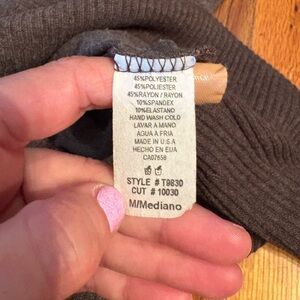 45%POLYESTER
45%POLIESTER
45%RAYON / RAYON
10%SPANDEX
10%ELASTANO
HAND WASH COLD
LAVAR A MANO
AGUA A FRIA
MADE IN U.S.A
HECHO EN EUA
CA07658
STYLE # T9830
CUT # 10030
M/Mediano